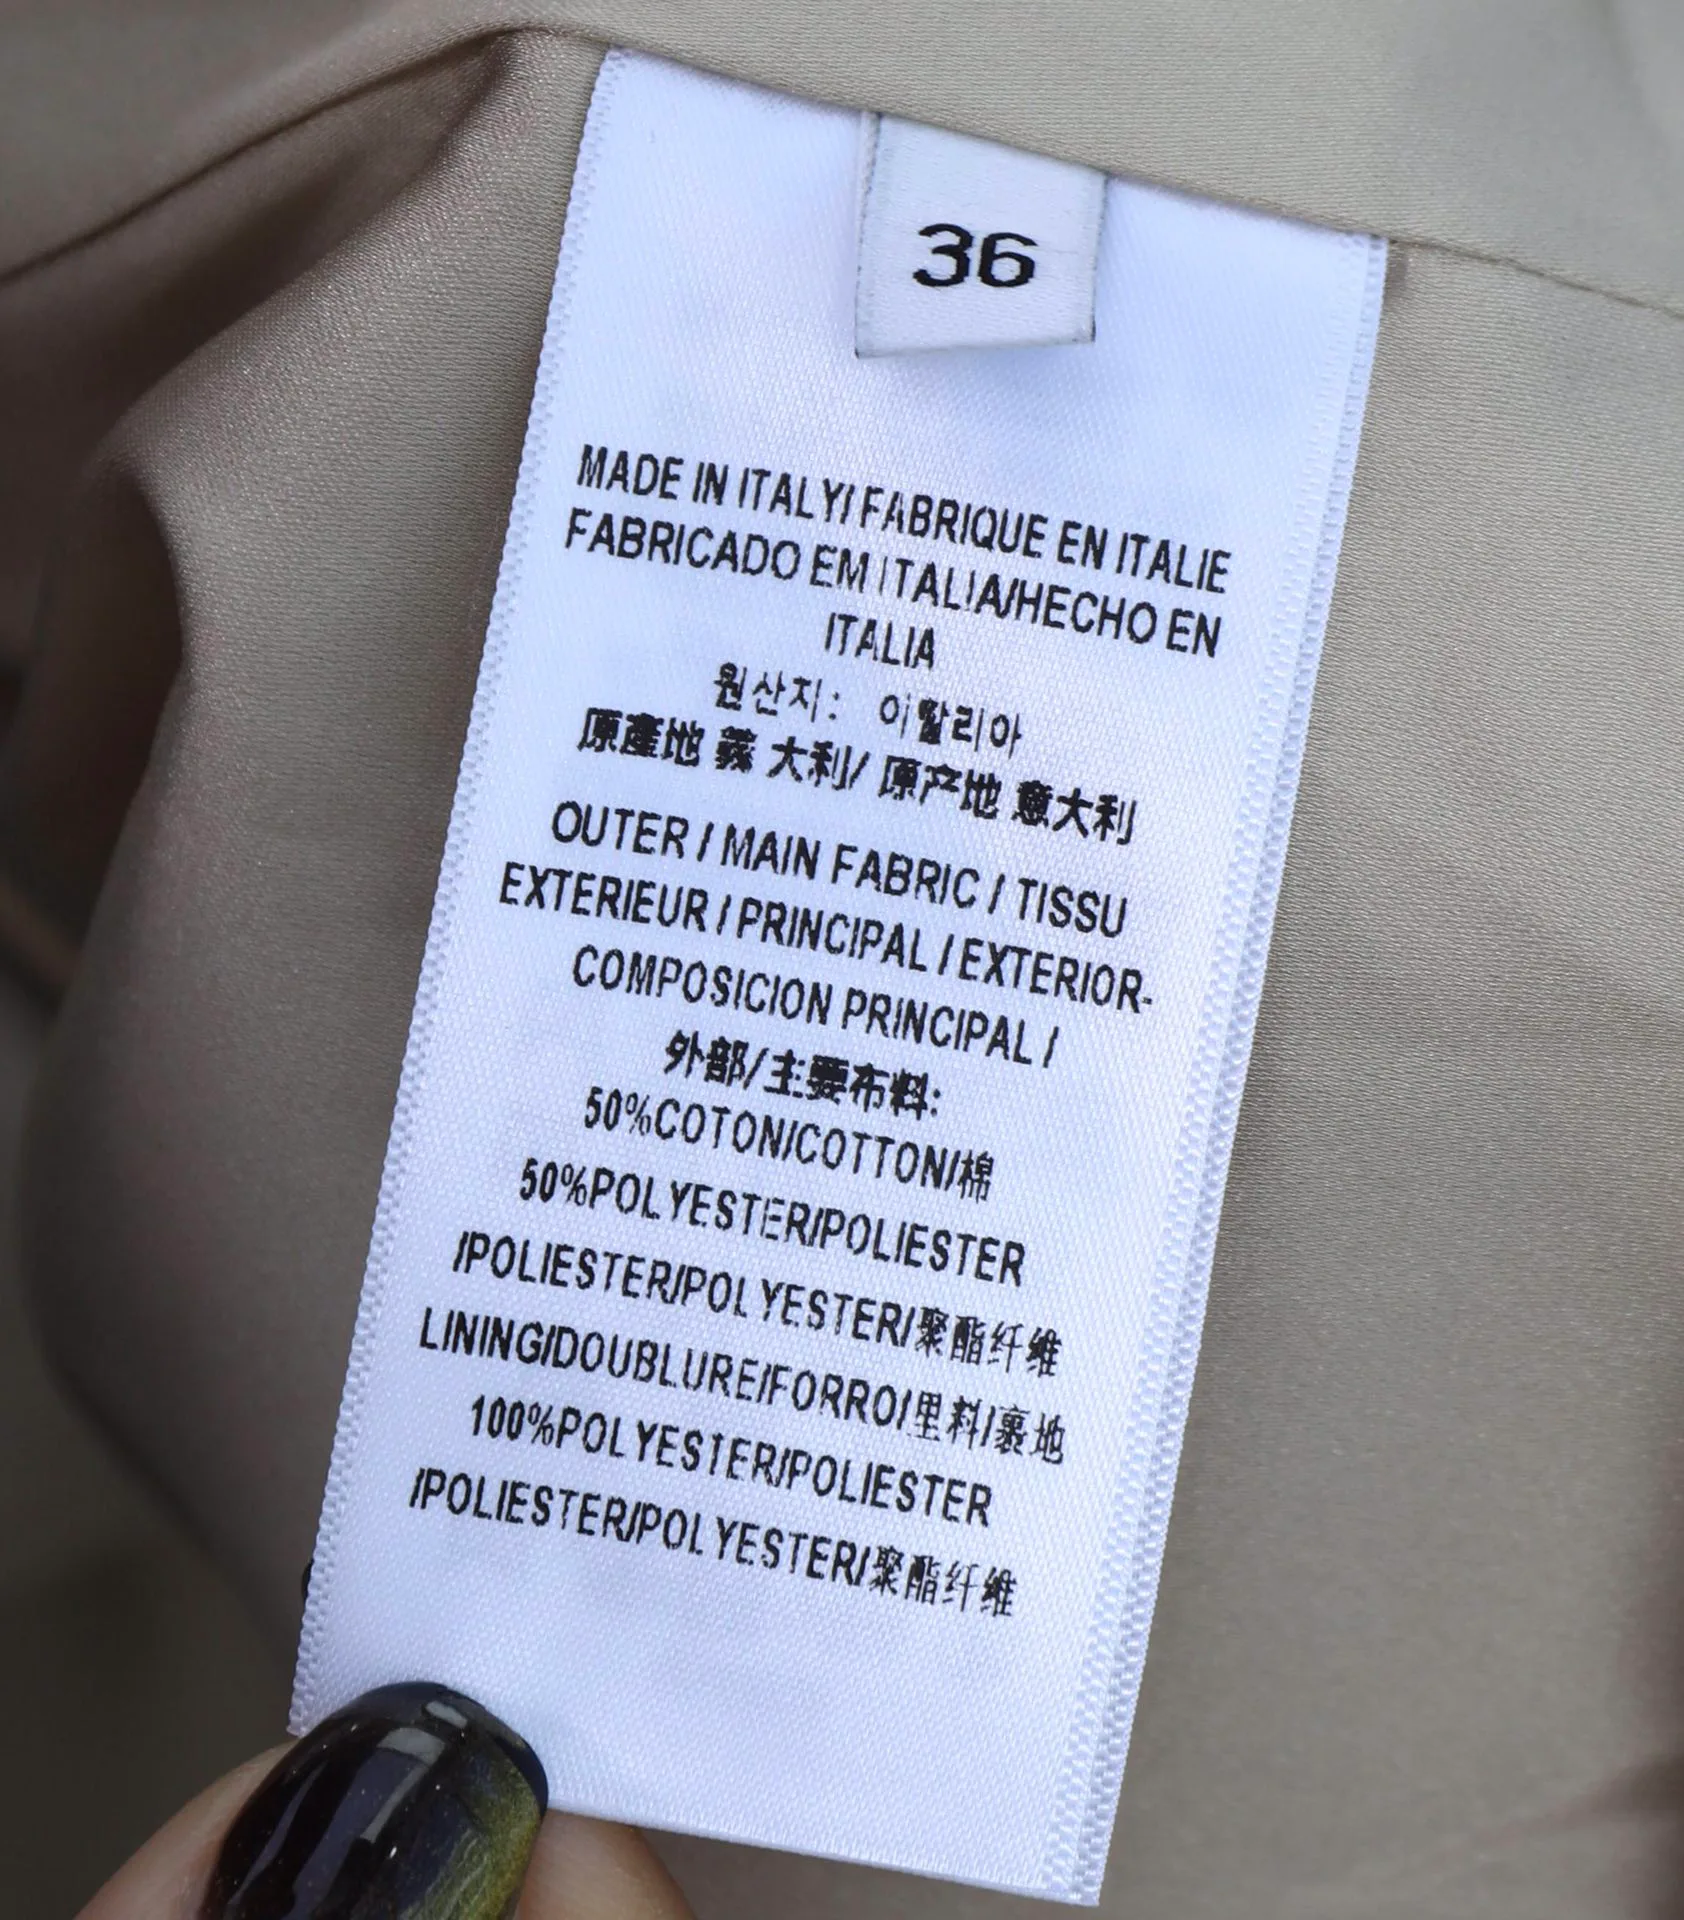 36
MADE IN ITALY/ FABRIQUE EN ITALIE
FABRICADO EM ITALIA/HECHO EN
ITALIA
원산지: 이딸리아
原產地 義 大利/ 原产地 意大利
OUTER / MAIN FABRIC / TISSU
EXTERIEUR / PRINCIPAL / EXTERIOR-
COMPOSICION PRINCIPAL /
外部/主要布料:
50%COTON/COTTON/棉
50%POLYESTER/POLIESTER
/POLIESTER/POLYESTER/聚酯纤维
LINING/DOUBLURE/FORRO/里料/裹地
100%POLYESTER/POLIESTER
/POLIESTER/POLYESTER/聚酯纤维